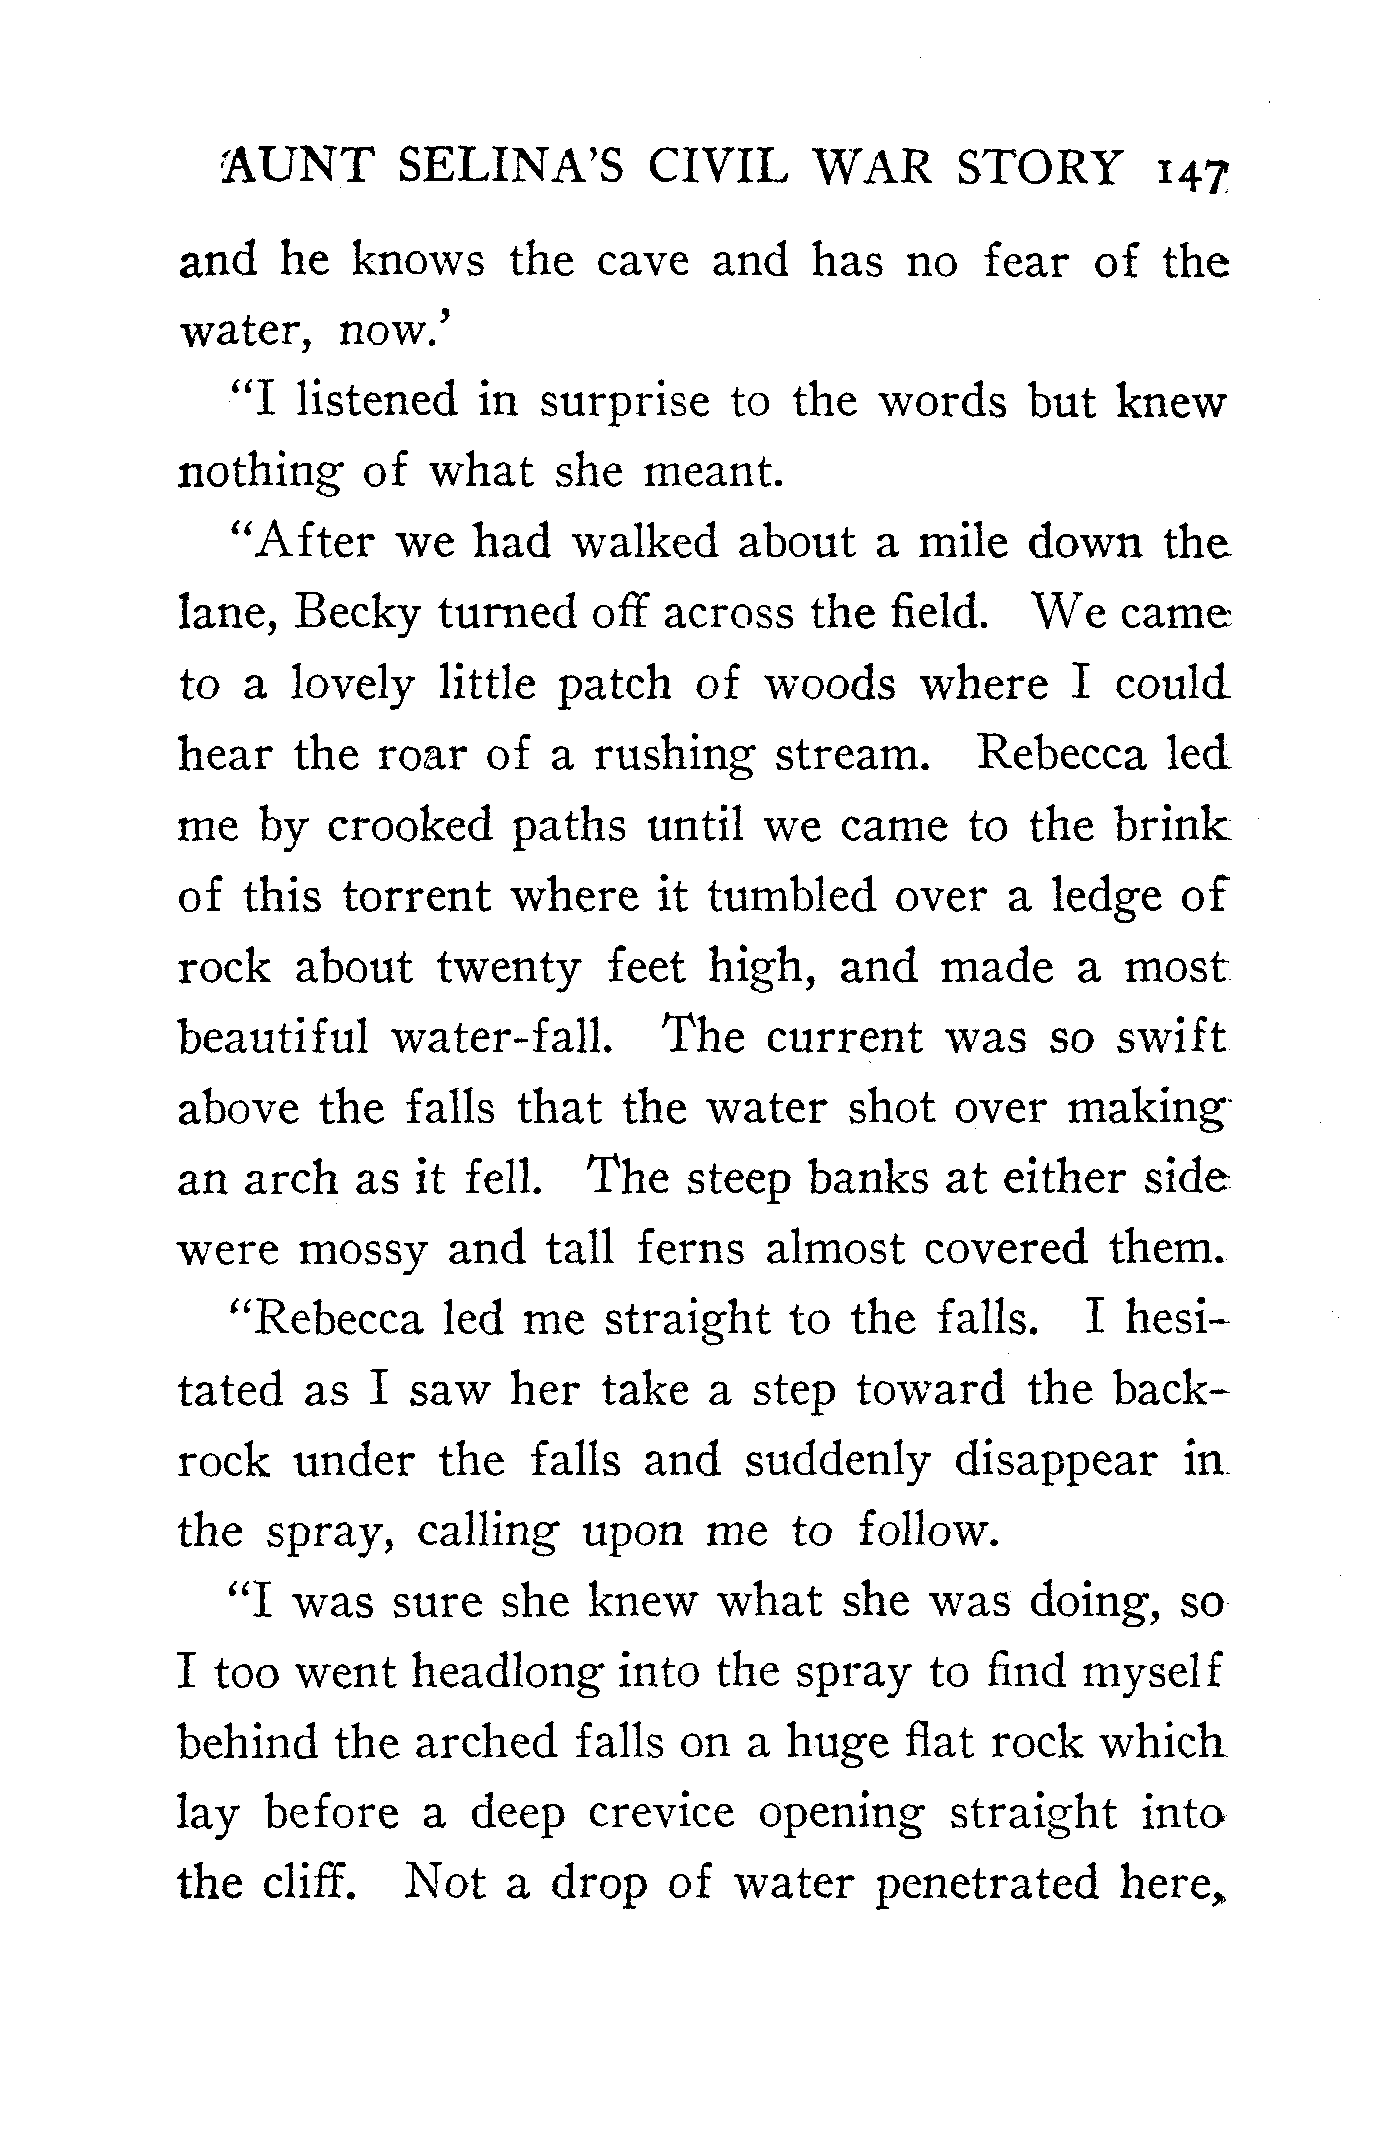 AUNT SELINA'S CIVIL WAR STORY 147
and he knows the cave and has no fear of the
water, now.'
"I listened in surprise to the words but knew
nothing of what she meant.
"After we had walked about a mile down the
lane, Becky turned off across the field. We came
to a lovely little patch of woods where I could
hear the roar of a rushing stream. Rebecca led
me by crooked paths until we came to the brink
of this torrent where it tumbled over a ledge of
rock about twenty feet high, and made a most
beautiful water-fall. The current was so swift
above the falls that the water shot over making
an arch as it fell. The steep banks at either side
were mossy and tall ferns almost covered them.
"Rebecca led me straight to the falls. I hesi-
tated as I saw her take a step toward the back-
rock under the falls and suddenly disappear in
the spray, calling upon me to follow.
"I was sure she knew what she was doing, so
I too went headlong into the spray to find myself
behind the arched falls on a huge flat rock which
lay before a deep crevice opening straight into
the cliff. Not a drop of water penetrated here,